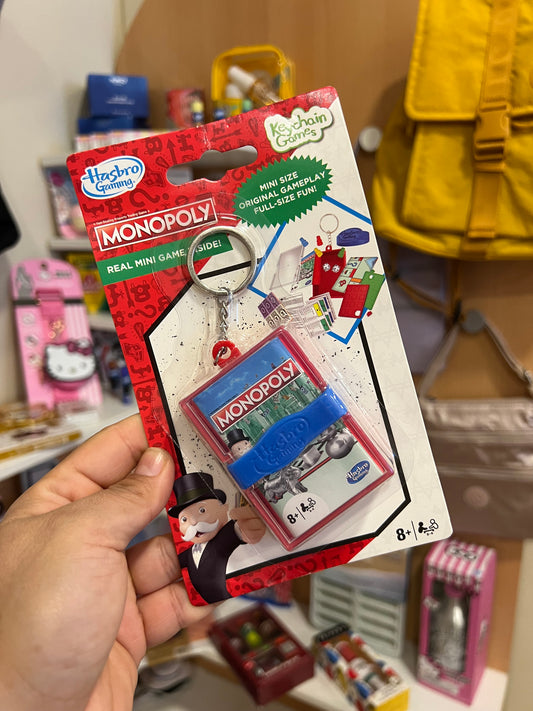 Hasbro
Gaming
Keychain
Games
MINI SIZE
ORIGINAL GAMEPLAY
FULL-SIZE FUN!
MONOPOLY
REAL MINI GAME INSIDE!
MONOPOLY
Hasbro
Gaming
Hasbro
Gaming
8+
8+